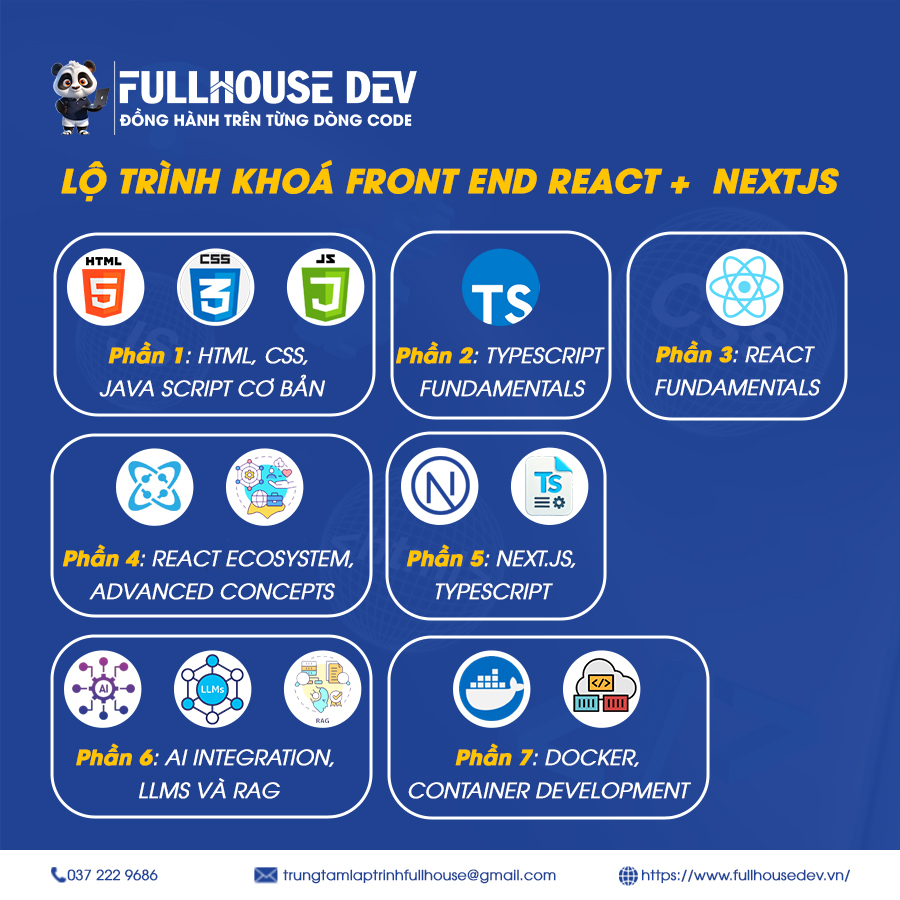 FULLHOUSE DEV
ĐỒNG HÀNH TRÊN TỪNG DÒNG CODE
LỘ TRÌNH KHOÁ FRONT END REACT + NEXTJS
HTML
5
CSS
3
JS
Phần 1: HTML, CSS,
JAVA SCRIPT CƠ BẢN
TS
Phần 2: TYPESCRIPT
FUNDAMENTALS
Phần 3: REACT
FUNDAMENTALS
Phần 4: REACT ECOSYSTEM,
ADVANCED CONCEPTS
N
TS
Phần 5: NEXT.JS,
TYPESCRIPT
AI
LLMs
RAG
Phần 6: AI INTEGRATION,
LLMS VÀ RAG
</>
Phần 7: DOCKER,
CONTAINER DEVELOPMENT
037 222 9686
trungtamlaptrinhfullhouse@gmail.com
https://www.fullhousedev.vn/